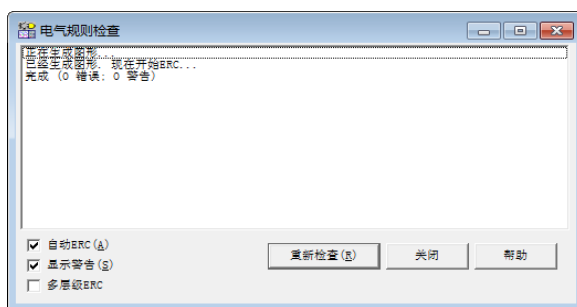 电气规则检查
正在生成图形...
已经生成图形. 现在开始ERC...
完成 (0 错误; 0 警告)
自动ERC(A)
显示警告(S)
多层级ERC
重新检查(R)
关闭
帮助